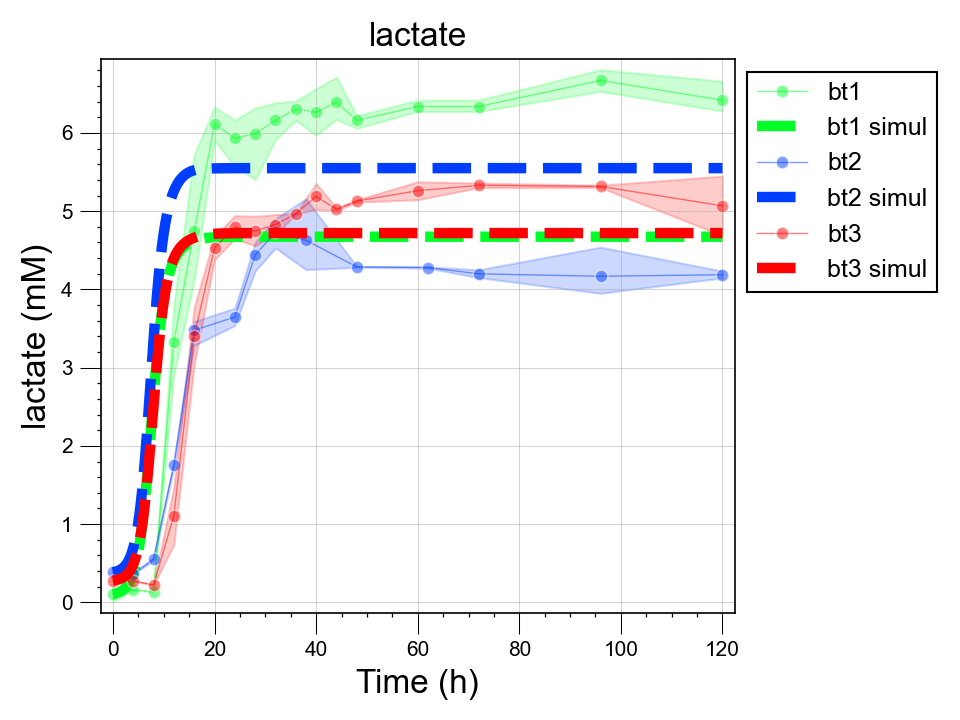 lactate
lactate (mM)
6
5
4
3
2
1
0
0 20 40 60 80 100 120
Time (h)
bt1
bt1 simul
bt2
bt2 simul
bt3
bt3 simul